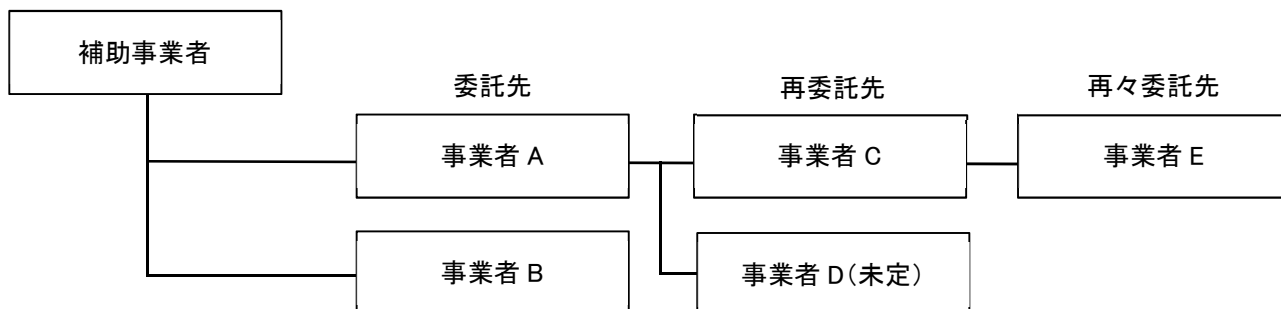 補助事業者
委託先
再委託先
再々委託先
事業者 A
事業者 C
事業者 E
事業者 B
事業者 D（未定）